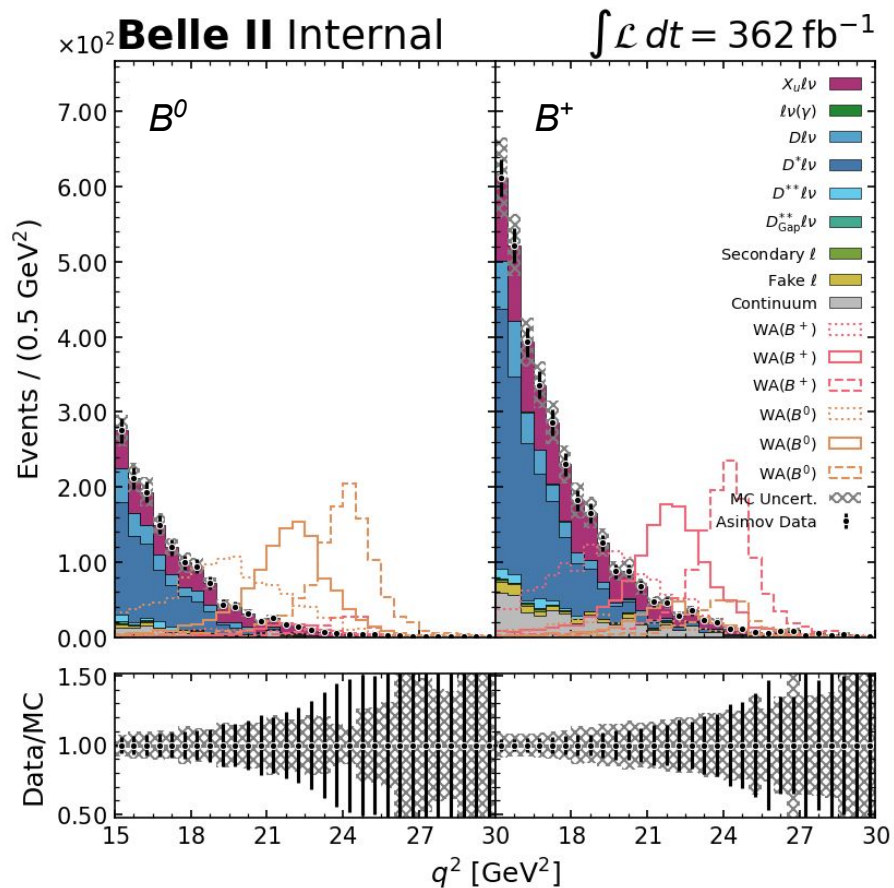 ×10² Belle II Internal ∫ℒ dt = 362 fb⁻¹
B⁰
B⁺
Events / (0.5 GeV²)
7.00
6.00
5.00
4.00
3.00
2.00
1.00
0.00
X_uℓν
ℓν(γ)
Dℓν
D*ℓν
D**ℓν
D**_Gapℓν
Secondary ℓ
Fake ℓ
Continuum
WA(B⁺)
WA(B⁺)
WA(B⁺)
WA(B⁰)
WA(B⁰)
WA(B⁰)
MC Uncert.
Asimov Data
Data/MC
1.50
1.00
0.50
15 18 21 24 27 30 18 21 24 27 30
q² [GeV²]